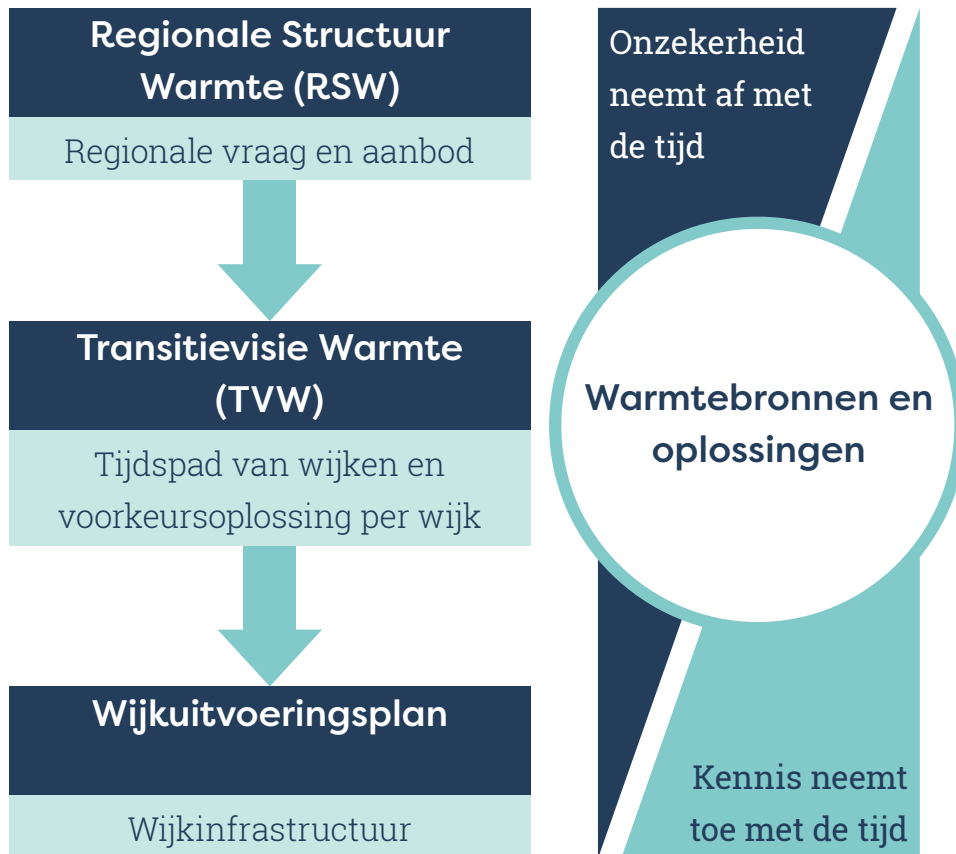 Regionale Structuur
Warmte (RSW)
Regionale vraag en aanbod
Transitievisie Warmte
(TVW)
Tijdspad van wijken en
voorkeursoplossing per wijk
Wijkuitvoeringsplan
Wijkinfrastructuur
Onzekerheid
neemt af met
de tijd
Warmtebronnen en
oplossingen
Kennis neemt
toe met de tijd